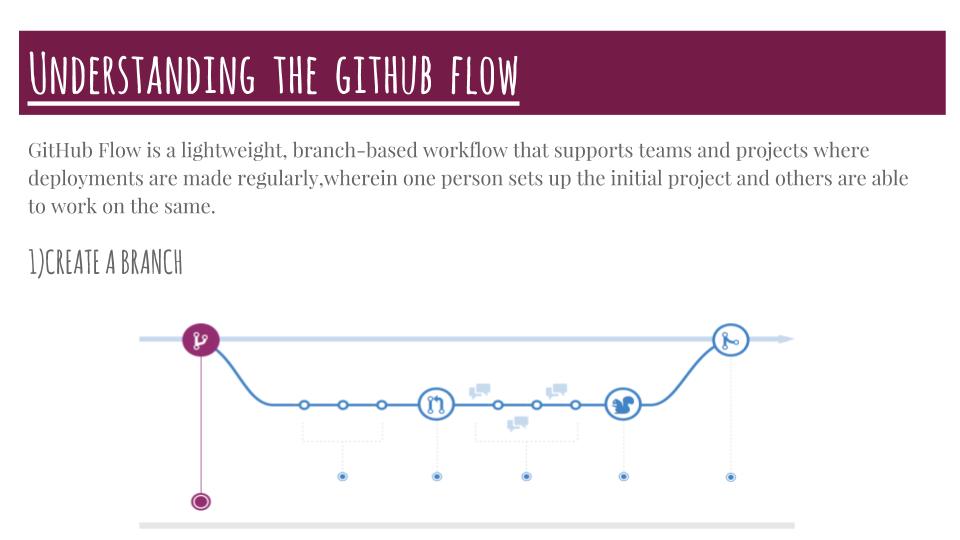 Understanding the github flow
GitHub Flow is a lightweight, branch-based workflow that supports teams and projects where
deployments are made regularly,wherein one person sets up the initial project and others are able
to work on the same.
1)CREATE A BRANCH